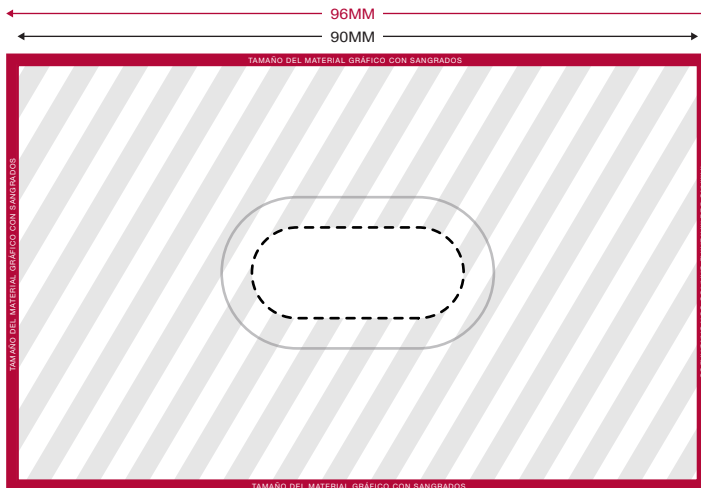 96MM
90MM
TAMAÑO DEL MATERIAL GRÁFICO CON SANGRADOS
TAMAÑO DEL MATERIAL GRÁFICO CON SANGRADOS
TAMAÑO DEL MATERIAL GRÁFICO CON SANGRADOS